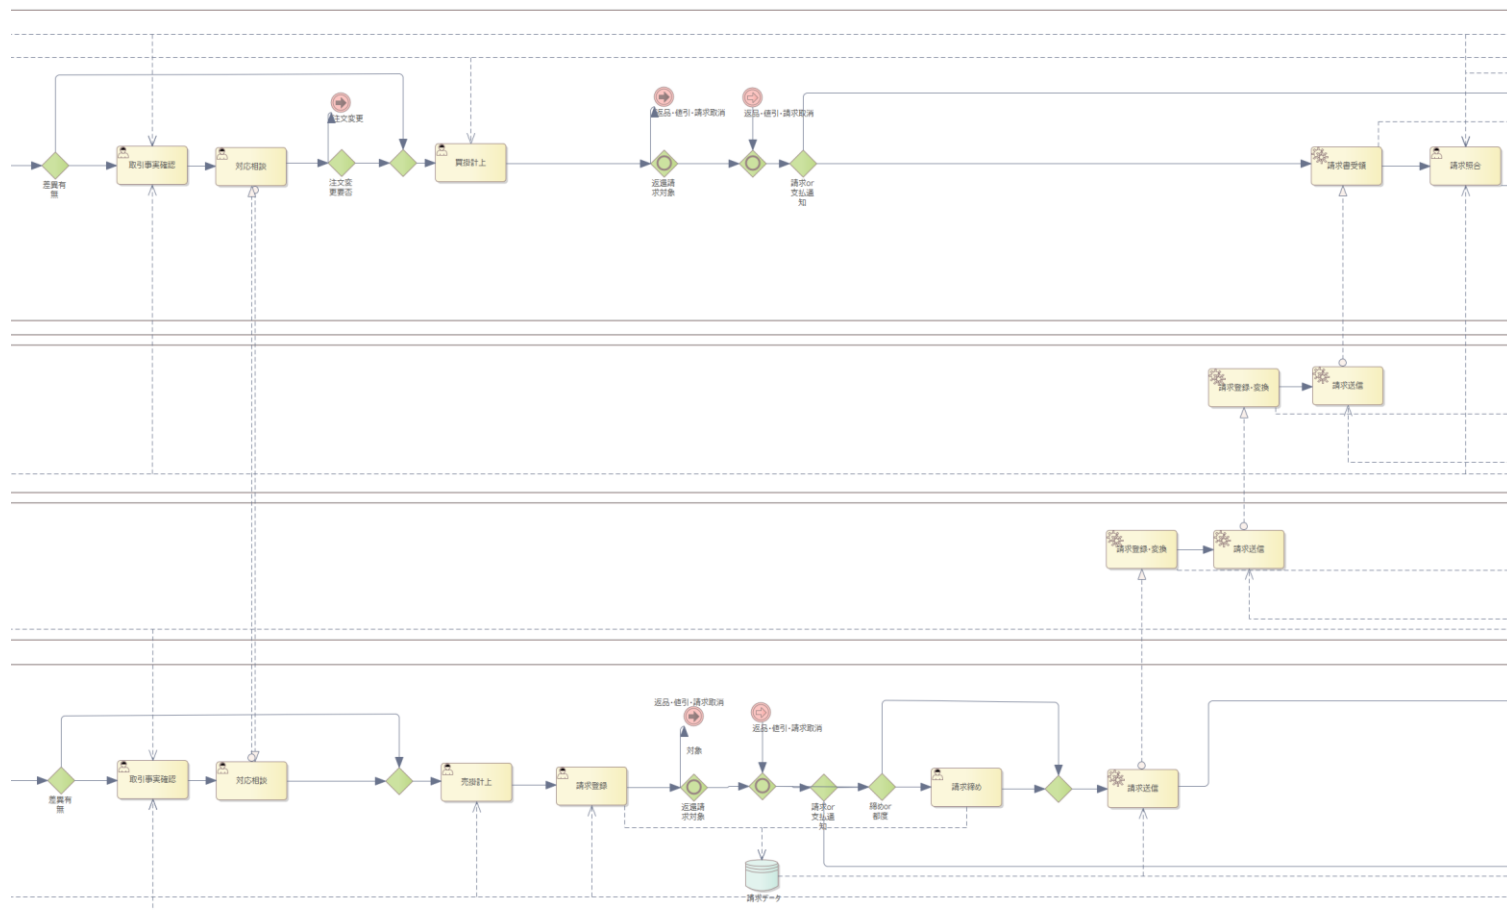 注文変更
返品・値引・請求取消
返品・値引・請求取消
取引事実確認
対応相談
買掛計上
請求書受領
請求照合
差異有
無
注文変
更要否
返還請
求対象
請求or
支払通
知
請求登録・変換
請求送信
請求登録・変換
請求送信
返品・値引・請求取消
返品・値引・請求取消
対象
取引事実確認
対応相談
売掛計上
請求登録
請求締め
請求送信
差異有
無
返還請
求対象
請求or
支払通
知
締めor
都度
請求データ